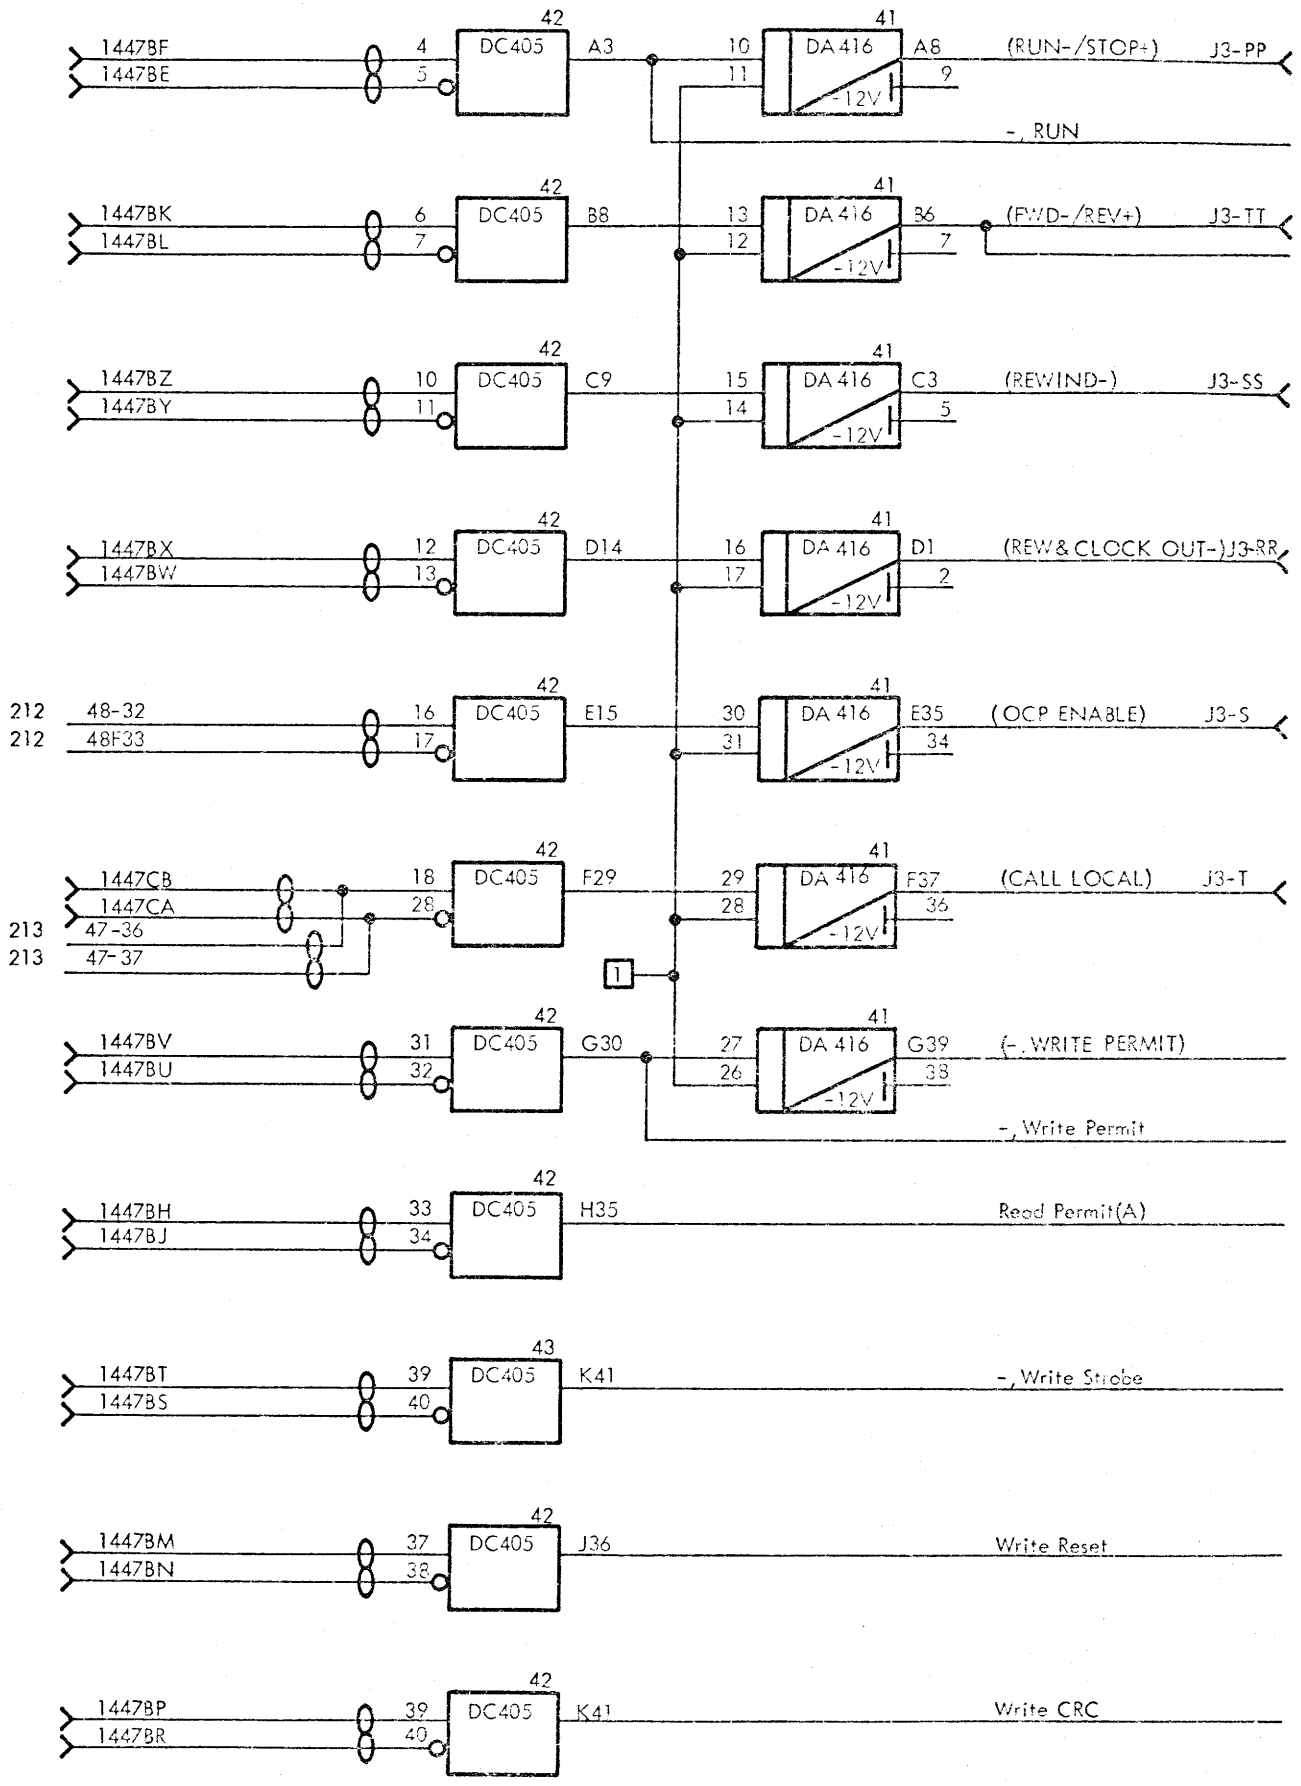 42 41
1447BF 4 DC405 A3 10 DA 416 A8 (RUN-/STOP+) J3-PP
1447BE 5 11 -12V 9
-, RUN
42 41
1447BK 6 DC405 B8 13 DA 416 B6 (FWD-/REV+) J3-TT
1447BL 7 12 -12V 7
42 41
1447BZ 10 DC405 C9 15 DA 416 C3 (REWIND-) J3-SS
1447BY 11 14 -12V 5
42 41
1447BX 12 DC405 D14 16 DA 416 D1 (REW&CLOCK OUT-)J3-RR
1447BW 13 17 -12V 2
42 41
212 48-32 16 DC405 E15 30 DA 416 E35 (OCP ENABLE) J3-S
212 48F33 17 31 -12V 34
42 41
1447CB 18 DC405 F29 29 DA 416 F37 (CALL LOCAL) J3-T
1447CA 28 28 -12V 36
213 47-36
213 47-37
1
42 41
1447BV 31 DC405 G30 27 DA 416 G39 (-, WRITE PERMIT)
1447BU 32 26 -12V 38
-, Write Permit
42
1447BH 33 DC405 H35 Read Permit(A)
1447BJ 34
43
1447BT 39 DC405 K41 -, Write Strobe
1447BS 40
42
1447BM 37 DC405 J36 Write Reset
1447BN 38
42
1447BP 39 DC405 K41 Write CRC
1447BR 40